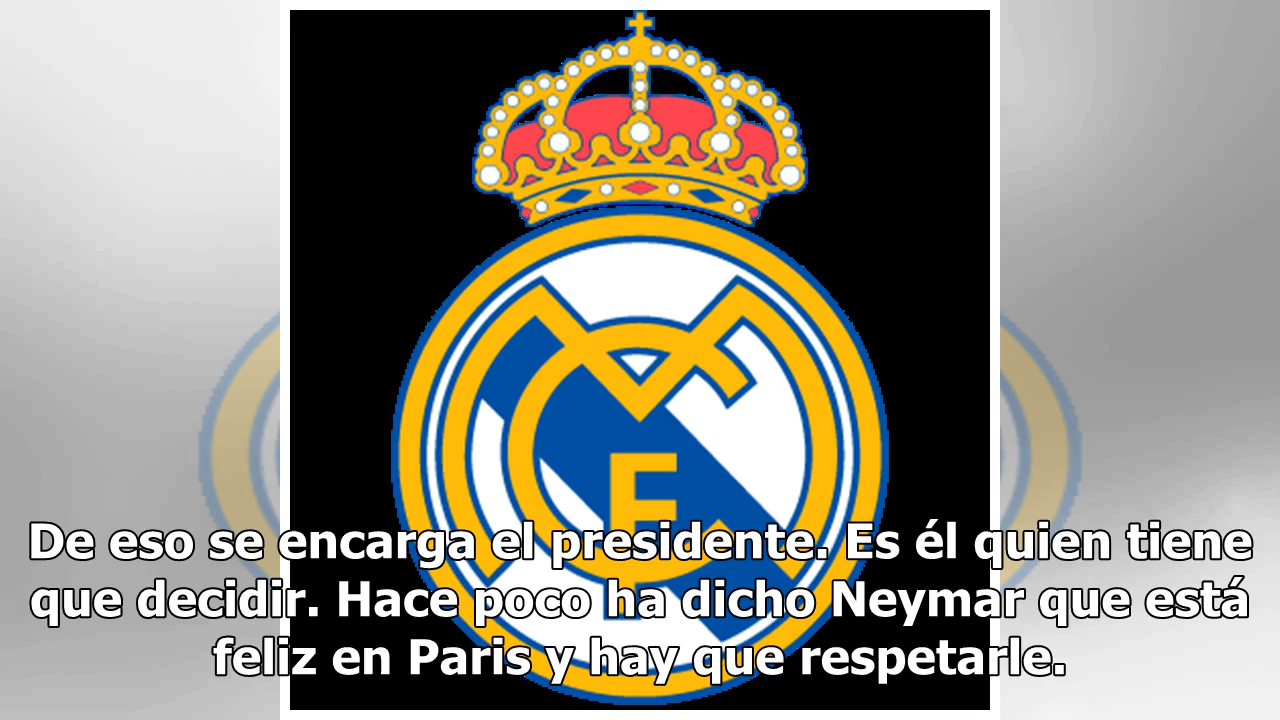 De eso se encarga el presidente. Es él quien tiene
que decidir. Hace poco ha dicho Neymar que está
feliz en Paris y hay que respetarle.